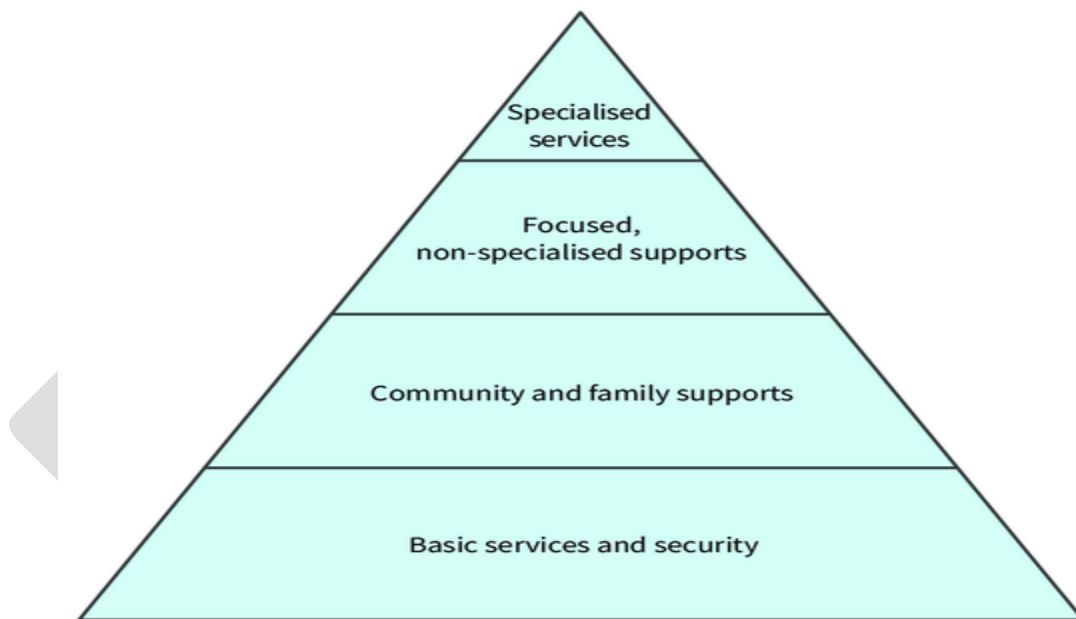 Specialised
services
Focused,
non-specialised supports
Community and family supports
Basic services and security